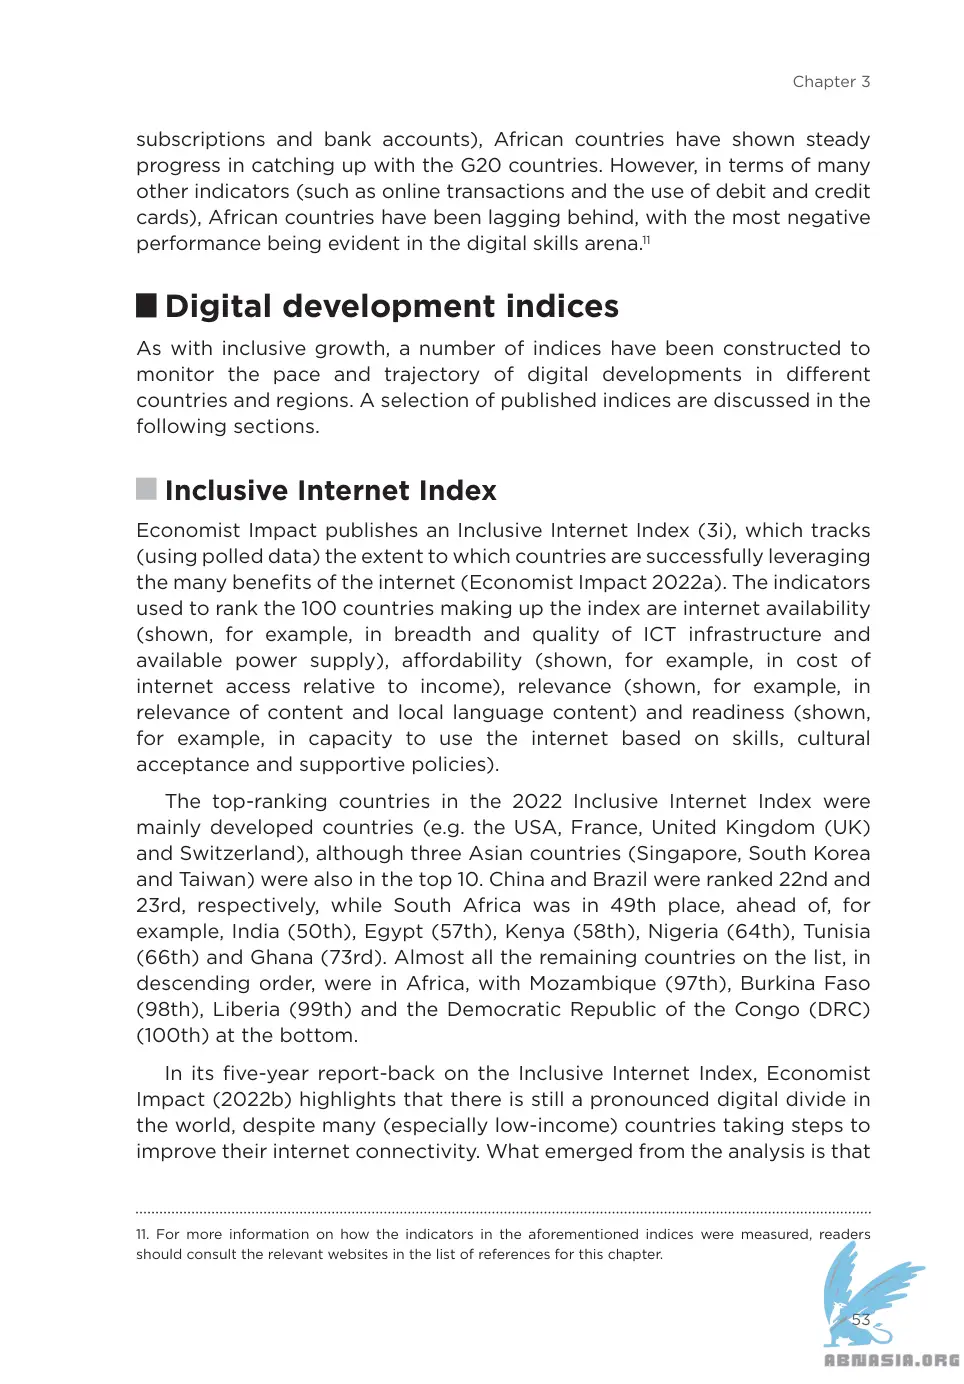 Chapter 3
subscriptions and bank accounts), African countries have shown steady
progress in catching up with the G20 countries. However, in terms of many
other indicators (such as online transactions and the use of debit and credit
cards), African countries have been lagging behind, with the most negative
performance being evident in the digital skills arena.11
Digital development indices
As with inclusive growth, a number of indices have been constructed to
monitor the pace and trajectory of digital developments in different
countries and regions. A selection of published indices are discussed in the
following sections.
Inclusive Internet Index
Economist Impact publishes an Inclusive Internet Index (3i), which tracks
(using polled data) the extent to which countries are successfully leveraging
the many benefits of the internet (Economist Impact 2022a). The indicators
used to rank the 100 countries making up the index are internet availability
(shown, for example, in breadth and quality of ICT infrastructure and
available power supply), affordability (shown, for example, in cost of
internet access relative to income), relevance (shown, for example, in
relevance of content and local language content) and readiness (shown,
for example, in capacity to use the internet based on skills, cultural
acceptance and supportive policies).
The top-ranking countries in the 2022 Inclusive Internet Index were
mainly developed countries (e.g. the USA, France, United Kingdom (UK)
and Switzerland), although three Asian countries (Singapore, South Korea
and Taiwan) were also in the top 10. China and Brazil were ranked 22nd and
23rd, respectively, while South Africa was in 49th place, ahead of, for
example, India (50th), Egypt (57th), Kenya (58th), Nigeria (64th), Tunisia
(66th) and Ghana (73rd). Almost all the remaining countries on the list, in
descending order, were in Africa, with Mozambique (97th), Burkina Faso
(98th), Liberia (99th) and the Democratic Republic of the Congo (DRC)
(100th) at the bottom.
In its five-year report-back on the Inclusive Internet Index, Economist
Impact (2022b) highlights that there is still a pronounced digital divide in
the world, despite many (especially low-income) countries taking steps to
improve their internet connectivity. What emerged from the analysis is that
11. For more information on how the indicators in the aforementioned indices were measured, readers
should consult the relevant websites in the list of references for this chapter.
53
ABNASIA.ORG